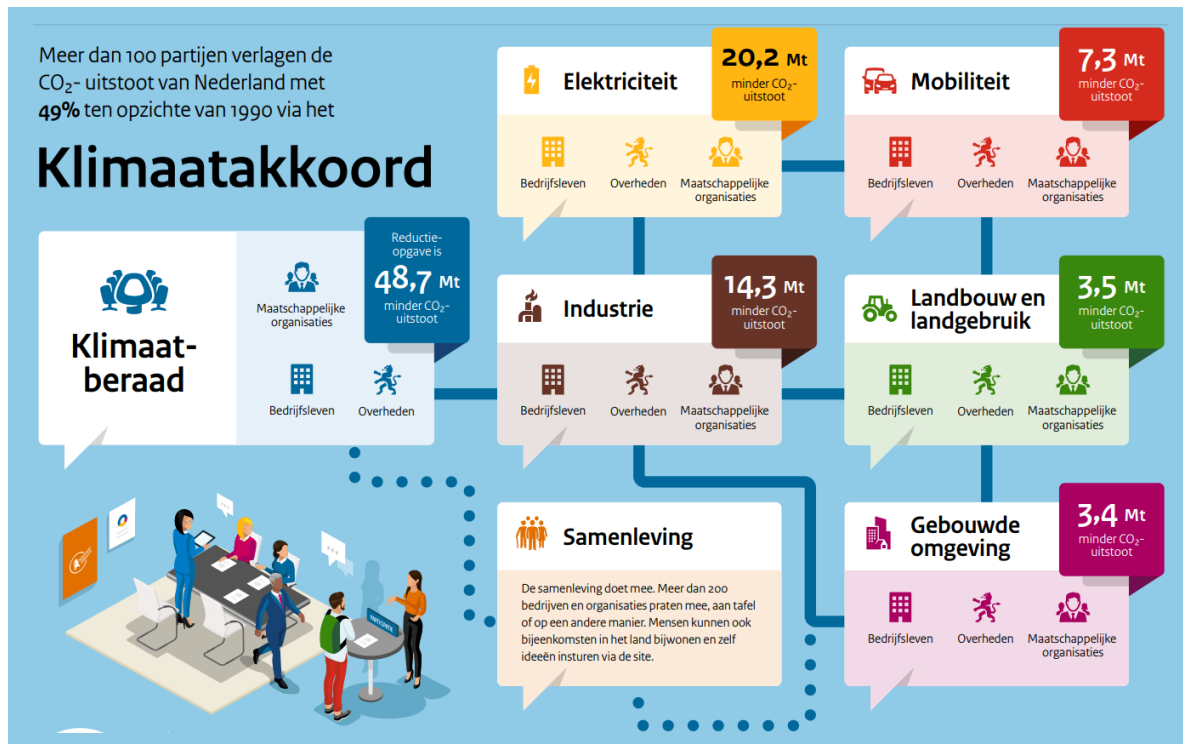 Meer dan 100 partijen verlagen de
CO₂- uitstoot van Nederland met
49% ten opzichte van 1990 via het
Klimaatakkoord
Klimaat-
beraad
Maatschappelijke
organisaties
Bedrijfsleven
Overheden
Reductie-
opgave is
48,7 Mt
minder CO₂-
uitstoot
Elektriciteit
20,2 Mt
minder CO₂-
uitstoot
Bedrijfsleven
Overheden
Maatschappelijke
organisaties
Mobiliteit
7,3 Mt
minder CO₂-
uitstoot
Bedrijfsleven
Overheden
Maatschappelijke
organisaties
Industrie
14,3 Mt
minder CO₂-
uitstoot
Bedrijfsleven
Overheden
Maatschappelijke
organisaties
Landbouw en
landgebruik
3,5 Mt
minder CO₂-
uitstoot
Bedrijfsleven
Overheden
Maatschappelijke
organisaties
Samenleving
De samenleving doet mee. Meer dan 200
bedrijven en organisaties praten mee, aan tafel
of op een andere manier. Mensen kunnen ook
bijeenkomsten in het land bijwonen en zelf
ideeën insturen via de site.
Gebouwde
omgeving
3,4 Mt
minder CO₂-
uitstoot
Bedrijfsleven
Overheden
Maatschappelijke
organisaties